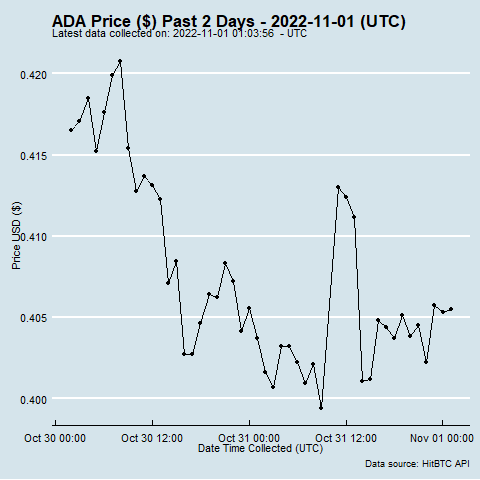 ADA Price ($) Past 2 Days - 2022-11-01 (UTC)
Latest data collected on: 2022-11-01 01:03:56  - UTC
0.420
0.415
0.410
0.405
0.400
Price USD ($)
Oct 30 00:00
Oct 30 12:00
Oct 31 00:00
Oct 31 12:00
Nov 01 00:00
Date Time Collected (UTC)
Data source: HitBTC API